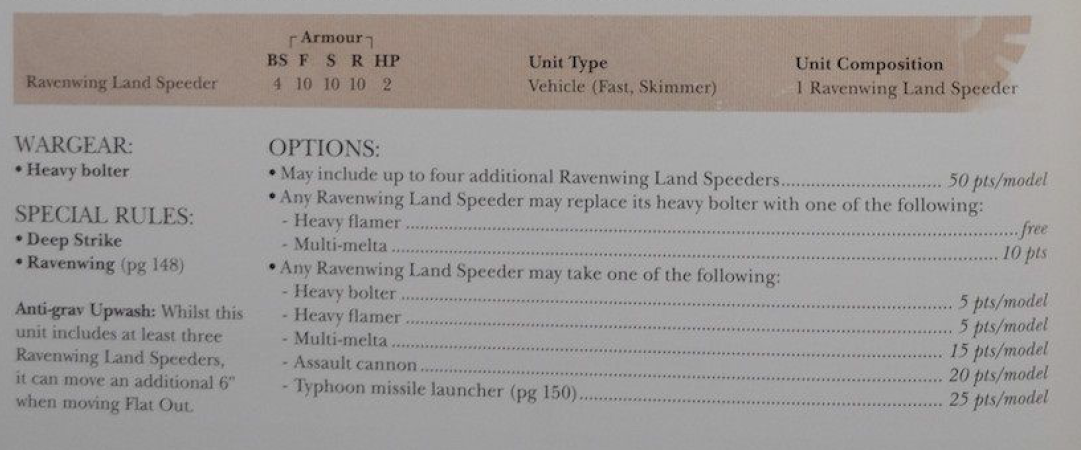 Armour
BS F S R HP
Unit Type
Unit Composition
Ravenwing Land Speeder 4 10 10 10 2
Vehicle (Fast, Skimmer)
1 Ravenwing Land Speeder
WARGEAR:
• Heavy bolter
SPECIAL RULES:
• Deep Strike
• Ravenwing (pg 148)
Anti-grav Upwash: Whilst this
unit includes at least three
Ravenwing Land Speeders,
it can move an additional 6"
when moving Flat Out.
OPTIONS:
• May include up to four additional Ravenwing Land Speeders.............................. 50 pts/model
• Any Ravenwing Land Speeder may replace its heavy bolter with one of the following:
- Heavy flamer ..............................free
- Multi-melta .............................. 10 pts
• Any Ravenwing Land Speeder may take one of the following:
- Heavy bolter .............................. 5 pts/model
- Heavy flamer .............................. 5 pts/model
- Multi-melta .............................. 15 pts/model
- Assault cannon .............................. 20 pts/model
- Typhoon missile launcher (pg 150).............................. 25 pts/model